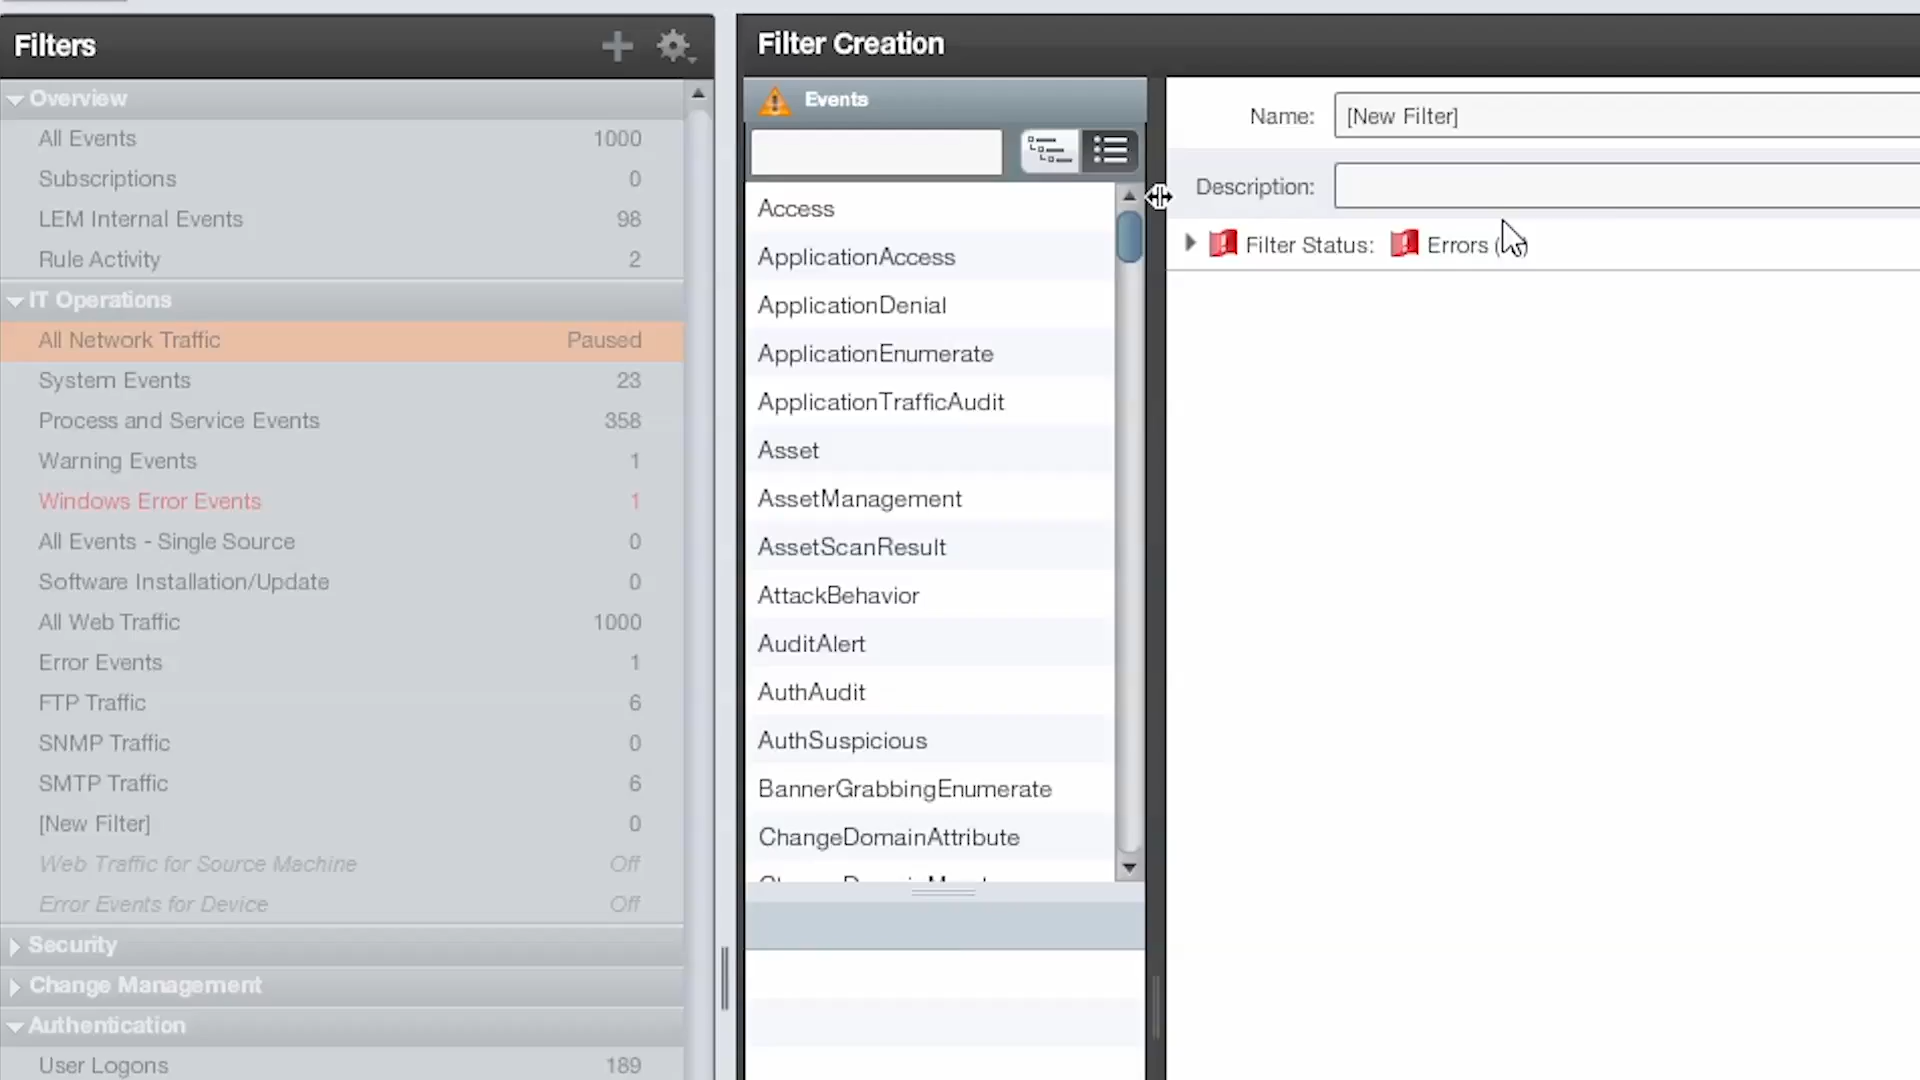 Filters
Overview
All Events 1000
Subscriptions 0
LEM Internal Events 98
Rule Activity 2
IT Operations
All Network Traffic Paused
System Events 23
Process and Service Events 358
Warning Events 1
Windows Error Events 1
All Events - Single Source 0
Software Installation/Update 0
All Web Traffic 1000
Error Events 1
FTP Traffic 6
SNMP Traffic 0
SMTP Traffic 6
[New Filter] 0
Web Traffic for Source Machine Off
Error Events for Device Off
Security
Change Management
Authentication
User Logons 189
Filter Creation
Events
Access
ApplicationAccess
ApplicationDenial
ApplicationEnumerate
ApplicationTrafficAudit
Asset
AssetManagement
AssetScanResult
AttackBehavior
AuditAlert
AuthAudit
AuthSuspicious
BannerGrabbingEnumerate
ChangeDomainAttribute
Name: [New Filter]
Description:
Filter Status: Errors